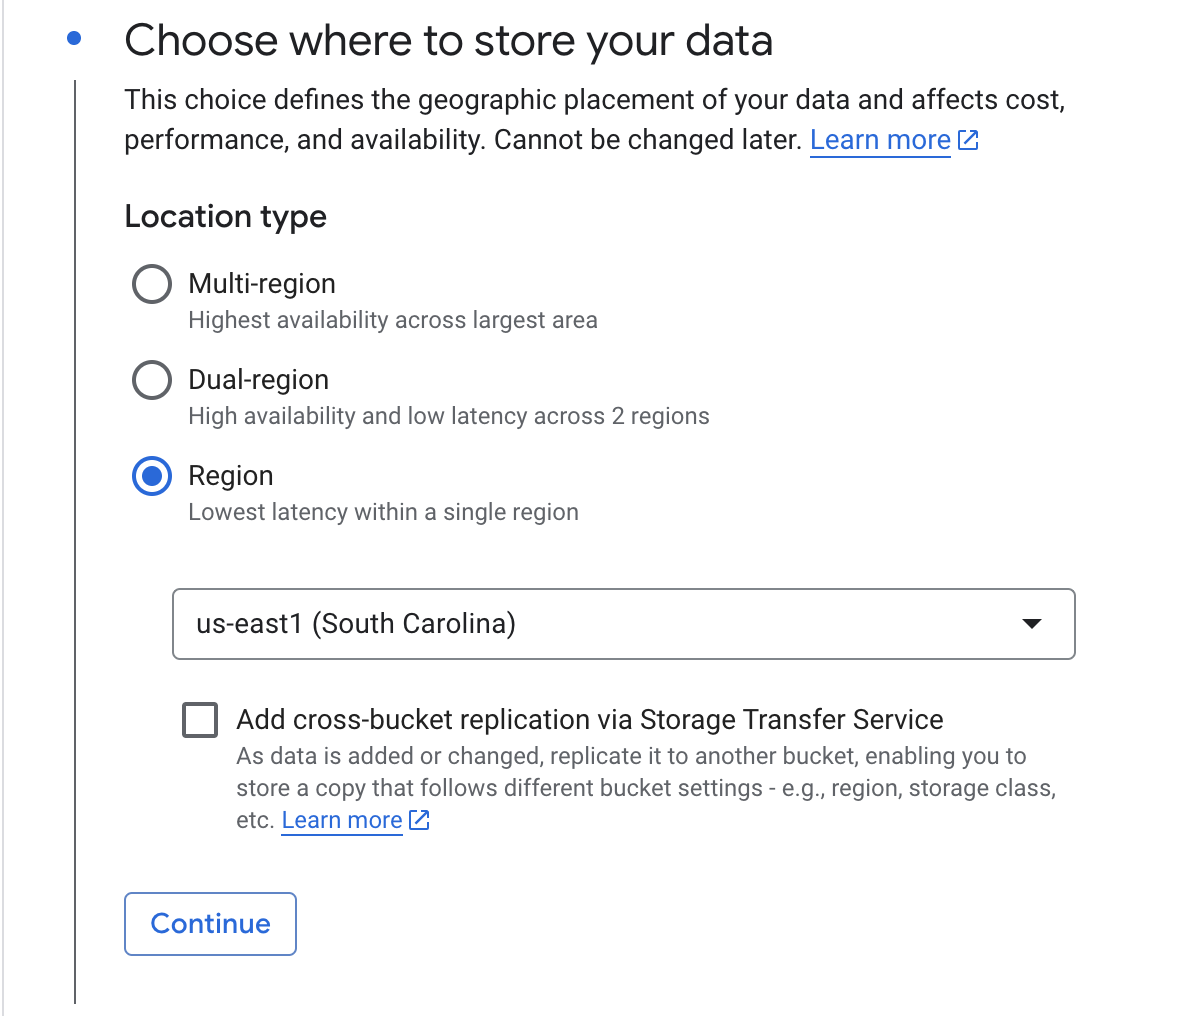 Choose where to store your data
This choice defines the geographic placement of your data and affects cost,
performance, and availability. Cannot be changed later. Learn more
Location type
Multi-region
Highest availability across largest area
Dual-region
High availability and low latency across 2 regions
Region
Lowest latency within a single region
us-east1 (South Carolina)
Add cross-bucket replication via Storage Transfer Service
As data is added or changed, replicate it to another bucket, enabling you to
store a copy that follows different bucket settings - e.g., region, storage class,
etc. Learn more
Continue